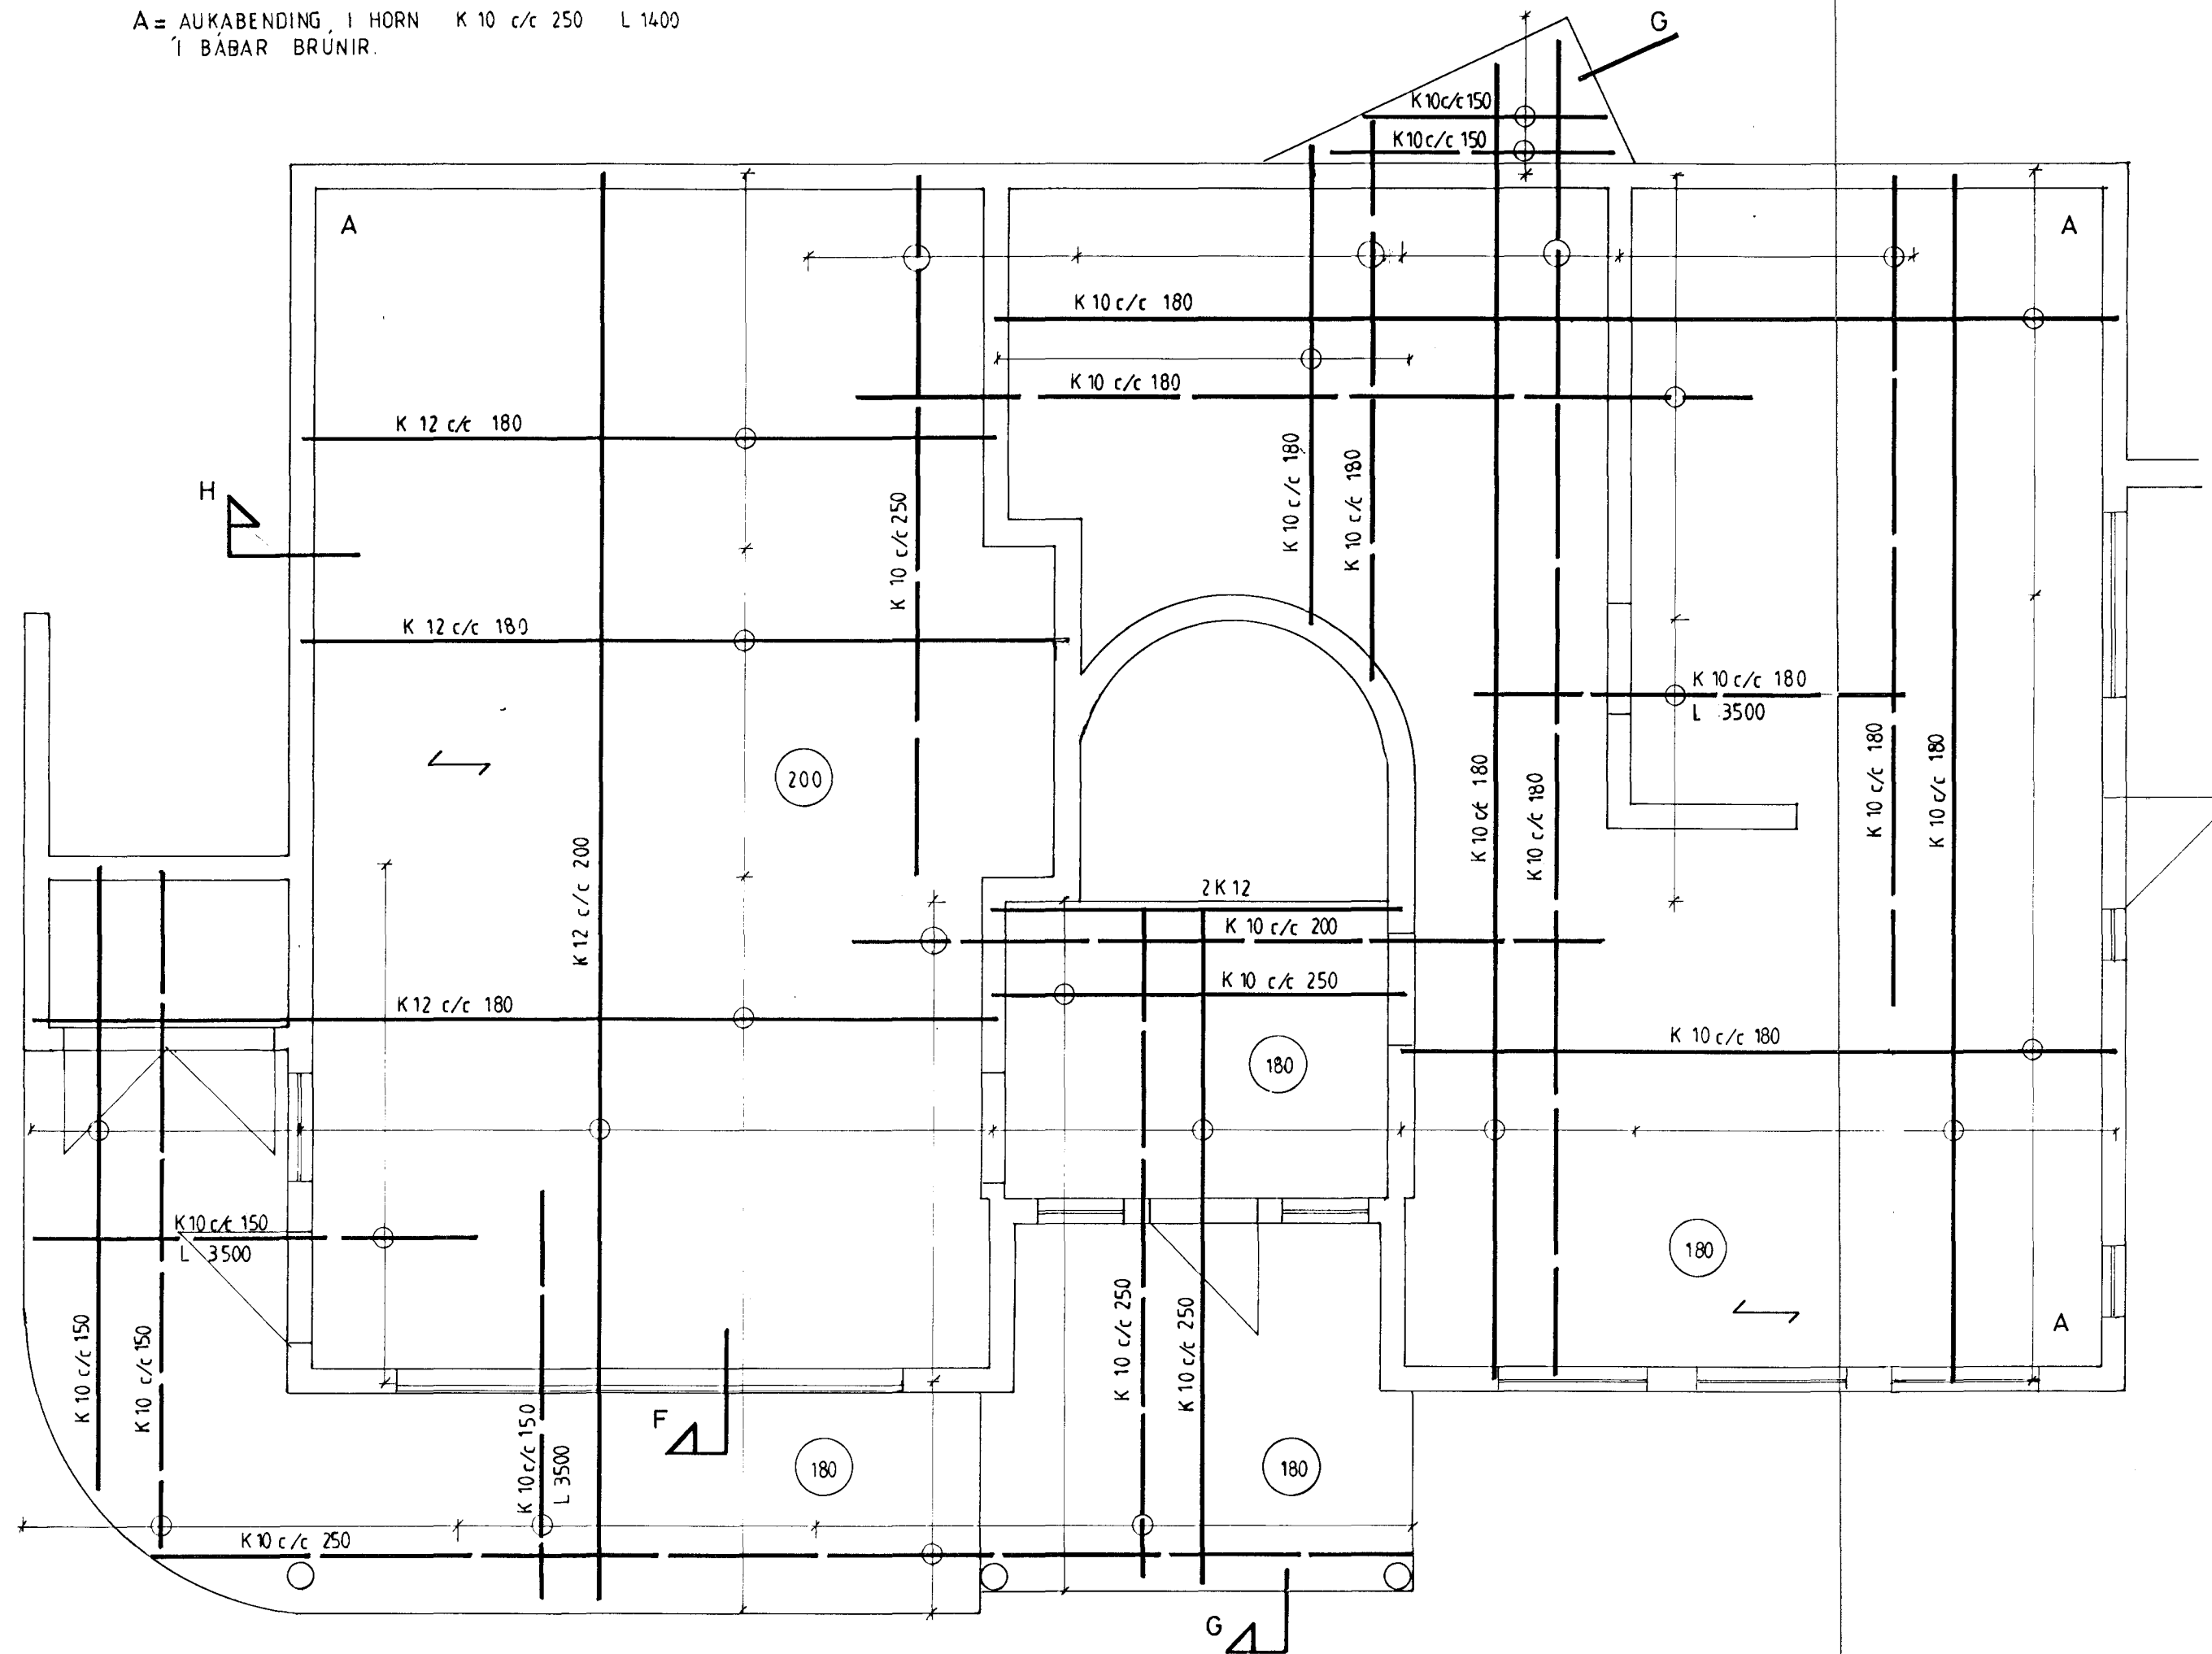 A = AUKABENDING Í HORN K 10 c/c 250 L 1400
Í BÁÐAR BRÚNIR.
G
K 10 c/c 150
K 10 c/c 150
A
A
K 10 c/c 180
K 10 c/c 180
K 12 c/c 180
K 10 c/c 180
K 10 c/c 180
H
K 10 c/c 250
K 12 c/c 180
K 10 c/c 180
L 3500
200
K 10 c/c 180
K 10 c/c 180
K 10 c/c 180
K 10 c/c 180
K 12 c/c 200
2 K 12
K 10 c/c 200
K 10 c/c 250
K 12 c/c 180
K 10 c/c 180
180
K 10 c/c 150
L 3500
180
K 10 c/c 250
K 10 c/c 250
A
K 10 c/c 150
K 10 c/c 150
F
K 10 c/c 150
L 3500
180
180
K 10 c/c 250
G